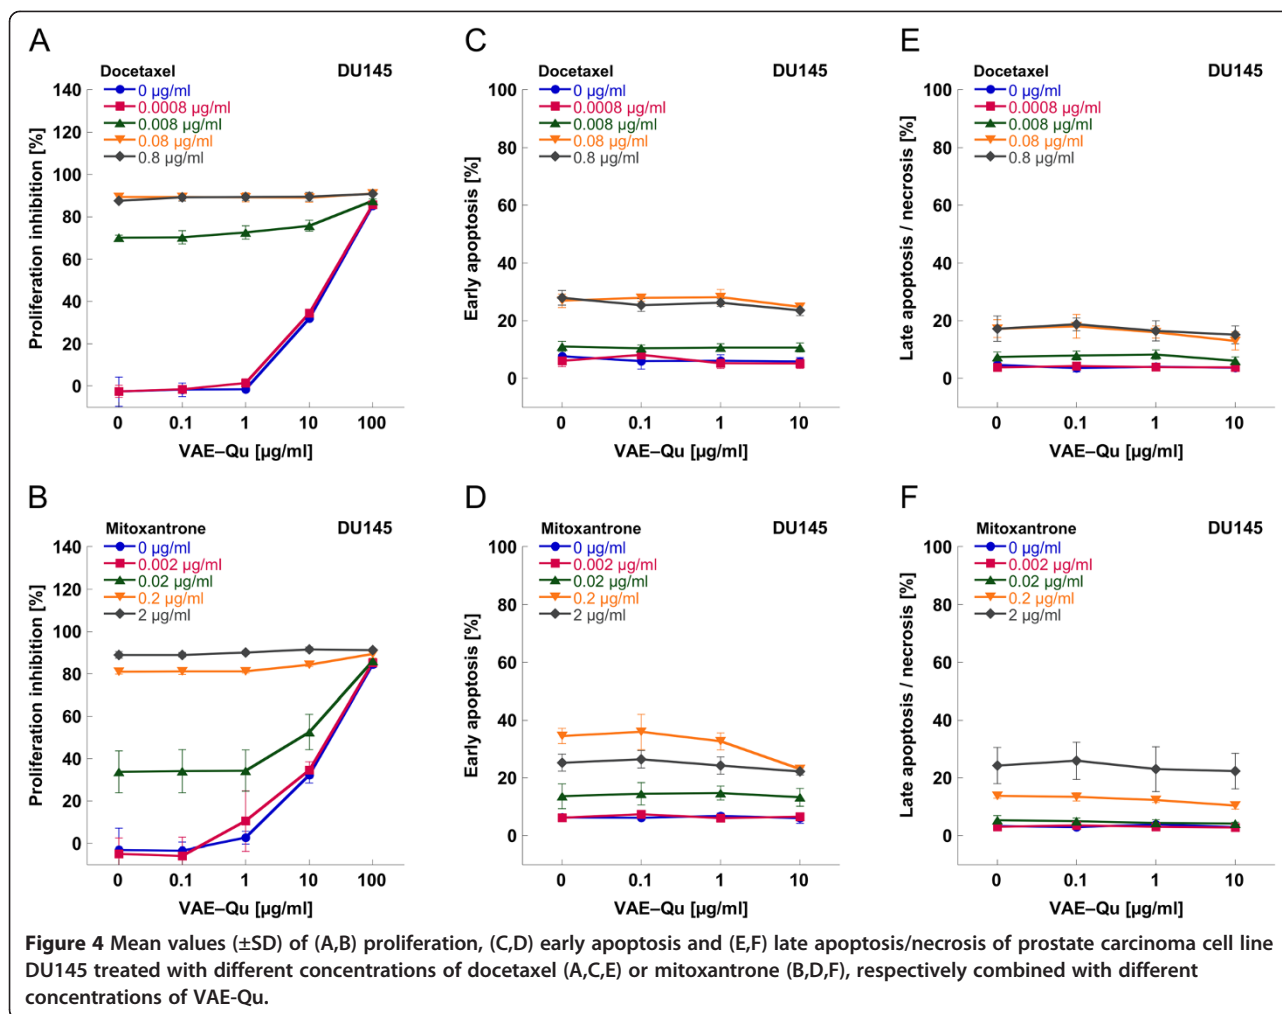 A
Docetaxel DU145
0 µg/ml
0.0008 µg/ml
0.008 µg/ml
0.08 µg/ml
0.8 µg/ml
Proliferation inhibition [%]
140
120
100
80
60
40
20
0
0 0.1 1 10 100
VAE–Qu [µg/ml]
C
Docetaxel DU145
0 µg/ml
0.0008 µg/ml
0.008 µg/ml
0.08 µg/ml
0.8 µg/ml
Early apoptosis [%]
100
80
60
40
20
0
0 0.1 1 10
VAE–Qu [µg/ml]
E
Docetaxel DU145
0 µg/ml
0.0008 µg/ml
0.008 µg/ml
0.08 µg/ml
0.8 µg/ml
Late apoptosis / necrosis [%]
100
80
60
40
20
0
0 0.1 1 10
VAE–Qu [µg/ml]
B
Mitoxantrone DU145
0 µg/ml
0.002 µg/ml
0.02 µg/ml
0.2 µg/ml
2 µg/ml
Proliferation inhibition [%]
140
120
100
80
60
40
20
0
0 0.1 1 10 100
VAE–Qu [µg/ml]
D
Mitoxantrone DU145
0 µg/ml
0.002 µg/ml
0.02 µg/ml
0.2 µg/ml
2 µg/ml
Early apoptosis [%]
100
80
60
40
20
0
0 0.1 1 10
VAE–Qu [µg/ml]
F
Mitoxantrone DU145
0 µg/ml
0.002 µg/ml
0.02 µg/ml
0.2 µg/ml
2 µg/ml
Late apoptosis / necrosis [%]
100
80
60
40
20
0
0 0.1 1 10
VAE–Qu [µg/ml]
Figure 4 Mean values (±SD) of (A,B) proliferation, (C,D) early apoptosis and (E,F) late apoptosis/necrosis of prostate carcinoma cell line
DU145 treated with different concentrations of docetaxel (A,C,E) or mitoxantrone (B,D,F), respectively combined with different
concentrations of VAE-Qu.